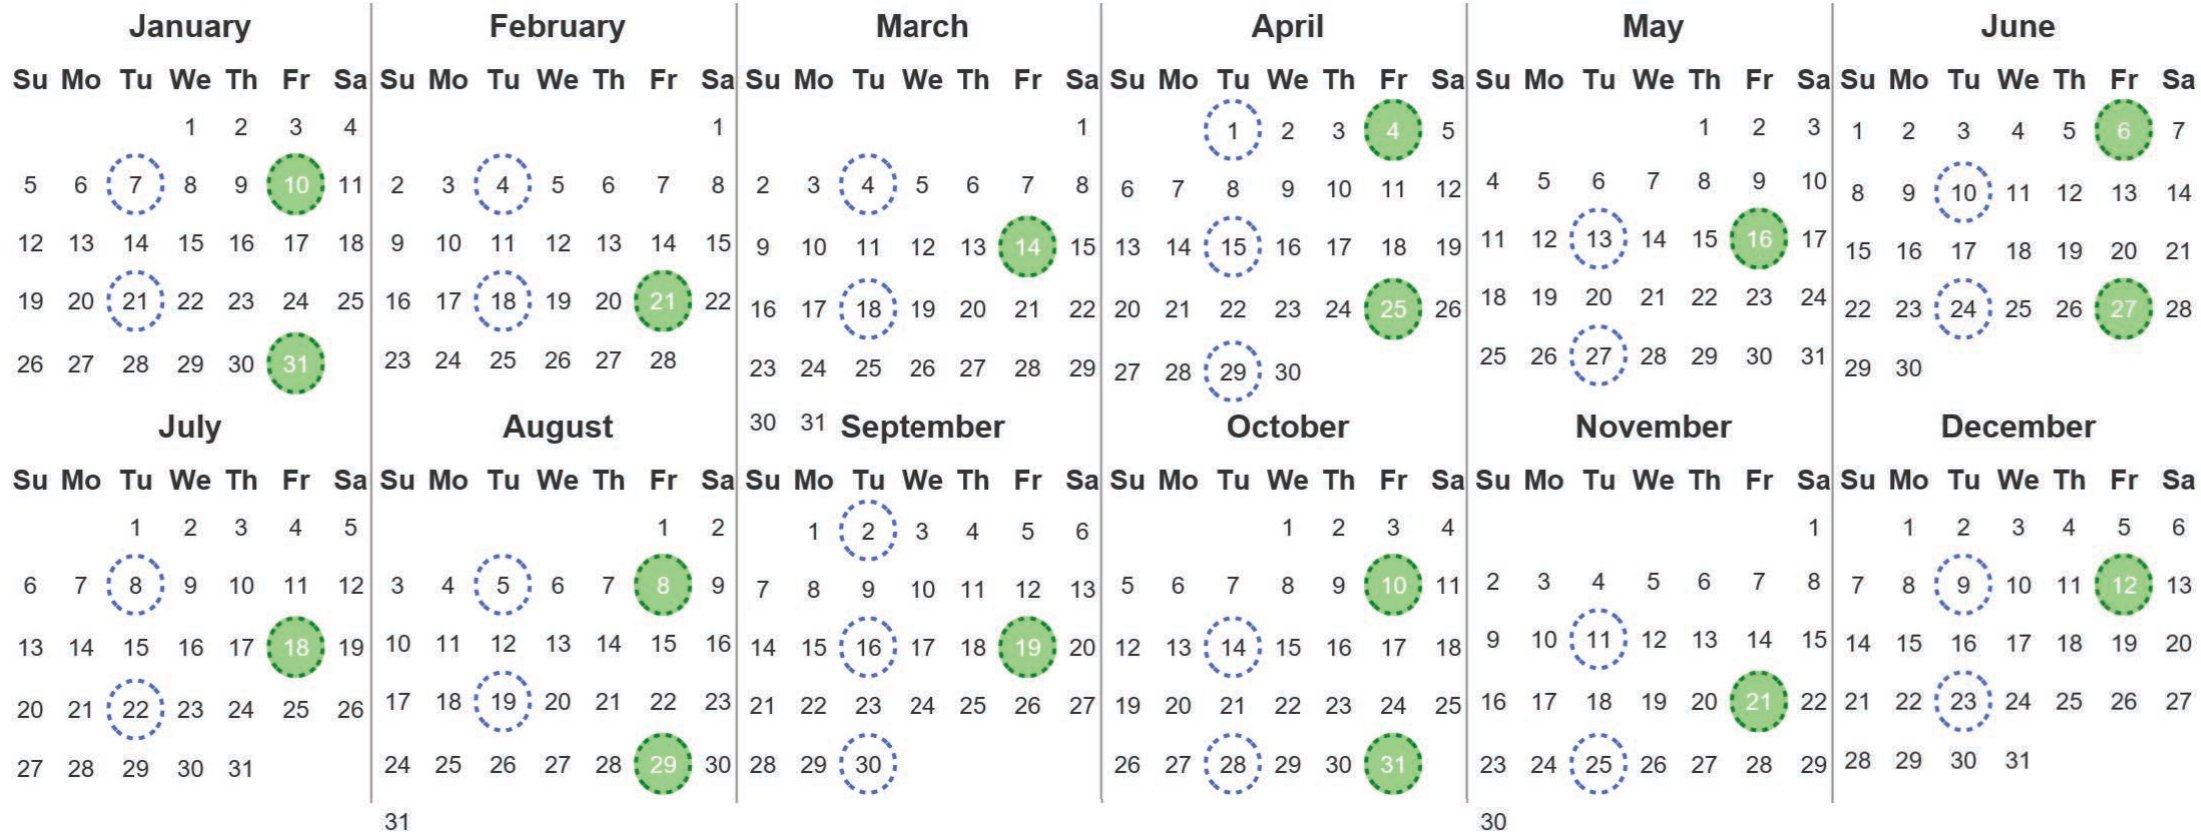 January February March April May June
Su Mo Tu We Th Fr Sa Su Mo Tu We Th Fr Sa Su Mo Tu We Th Fr Sa Su Mo Tu We Th Fr Sa Su Mo Tu We Th Fr Sa Su Mo Tu We Th Fr Sa
1 2 3 4 1 1 1 2 3 4 5 1 2 3 1 2 3 4 5 6 7
5 6 7 8 9 10 11 2 3 4 5 6 7 8 2 3 4 5 6 7 8 6 7 8 9 10 11 12 4 5 6 7 8 9 10 8 9 10 11 12 13 14
12 13 14 15 16 17 18 9 10 11 12 13 14 15 9 10 11 12 13 14 15 13 14 15 16 17 18 19 11 12 13 14 15 16 17 15 16 17 18 19 20 21
19 20 21 22 23 24 25 16 17 18 19 20 21 22 16 17 18 19 20 21 22 20 21 22 23 24 25 26 18 19 20 21 22 23 24 22 23 24 25 26 27 28
26 27 28 29 30 31 23 24 25 26 27 28 23 24 25 26 27 28 29 27 28 29 30 25 26 27 28 29 30 31 29 30
30 31
July August September October November December
Su Mo Tu We Th Fr Sa Su Mo Tu We Th Fr Sa Su Mo Tu We Th Fr Sa Su Mo Tu We Th Fr Sa Su Mo Tu We Th Fr Sa Su Mo Tu We Th Fr Sa
1 2 3 4 5 1 2 1 2 3 4 5 6 1 2 3 4 1 1 2 3 4 5 6
6 7 8 9 10 11 12 3 4 5 6 7 8 9 7 8 9 10 11 12 13 5 6 7 8 9 10 11 2 3 4 5 6 7 8 7 8 9 10 11 12 13
13 14 15 16 17 18 19 10 11 12 13 14 15 16 14 15 16 17 18 19 20 12 13 14 15 16 17 18 9 10 11 12 13 14 15 14 15 16 17 18 19 20
20 21 22 23 24 25 26 17 18 19 20 21 22 23 21 22 23 24 25 26 27 19 20 21 22 23 24 25 16 17 18 19 20 21 22 21 22 23 24 25 26 27
27 28 29 30 31 24 25 26 27 28 29 30 28 29 30 26 27 28 29 30 31 23 24 25 26 27 28 29 28 29 30 31
31 30